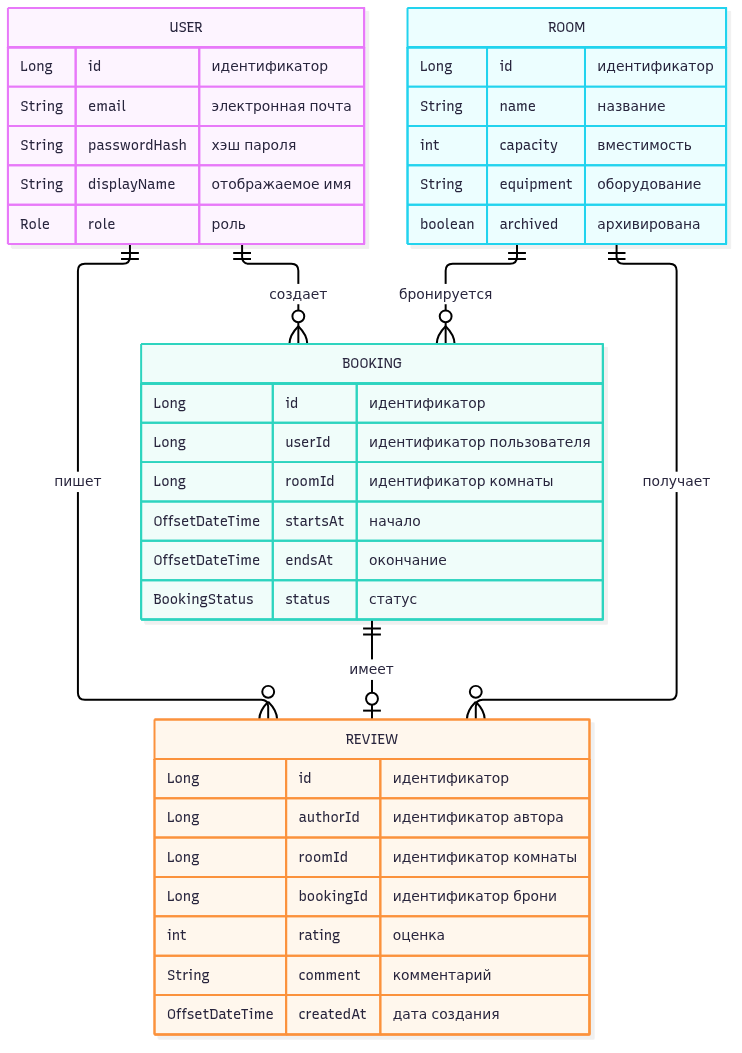 USER
Long id идентификатор
String email электронная почта
String passwordHash хэш пароля
String displayName отображаемое имя
Role role роль
ROOM
Long id идентификатор
String name название
int capacity вместимость
String equipment оборудование
boolean archived архивирована
создает
бронируется
BOOKING
Long id идентификатор
Long userId идентификатор пользователя
Long roomId идентификатор комнаты
OffsetDateTime startsAt начало
OffsetDateTime endsAt окончание
BookingStatus status статус
пишет
получает
имеет
REVIEW
Long id идентификатор
Long authorId идентификатор автора
Long roomId идентификатор комнаты
Long bookingId идентификатор брони
int rating оценка
String comment комментарий
OffsetDateTime createdAt дата создания